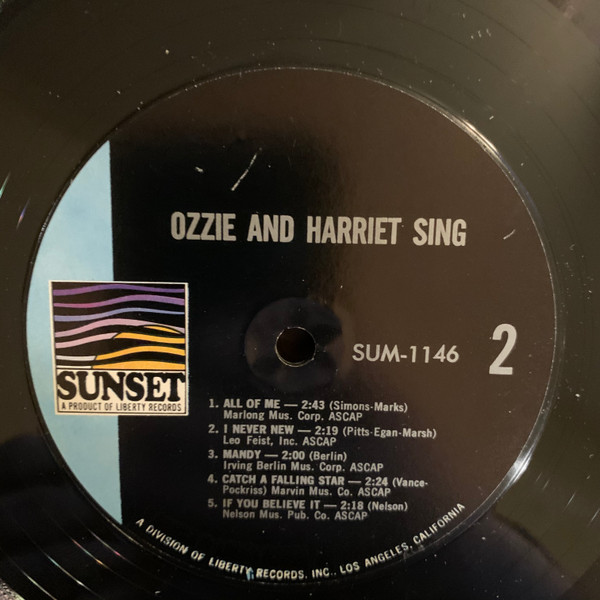 OZZIE AND HARRIET SING
SUM-1146
2
SUNSET
A PRODUCT OF LIBERTY RECORDS
1. ALL OF ME — 2:43 (Simons-Marks)
Marlong Mus. Corp. ASCAP
2. I NEVER NEW — 2:19 (Pitts-Egan-Marsh)
Leo Feist, Inc. ASCAP
3. MANDY — 2:00 (Berlin)
Irving Berlin Mus. Corp. ASCAP
4. CATCH A FALLING STAR — 2:24 (Vance-
Pockriss) Marvin Mus. Co. ASCAP
5. IF YOU BELIEVE IT — 2:18 (Nelson)
Nelson Mus. Pub. Co. ASCAP
A DIVISION OF LIBERTY RECORDS, INC., LOS ANGELES, CALIFORNIA